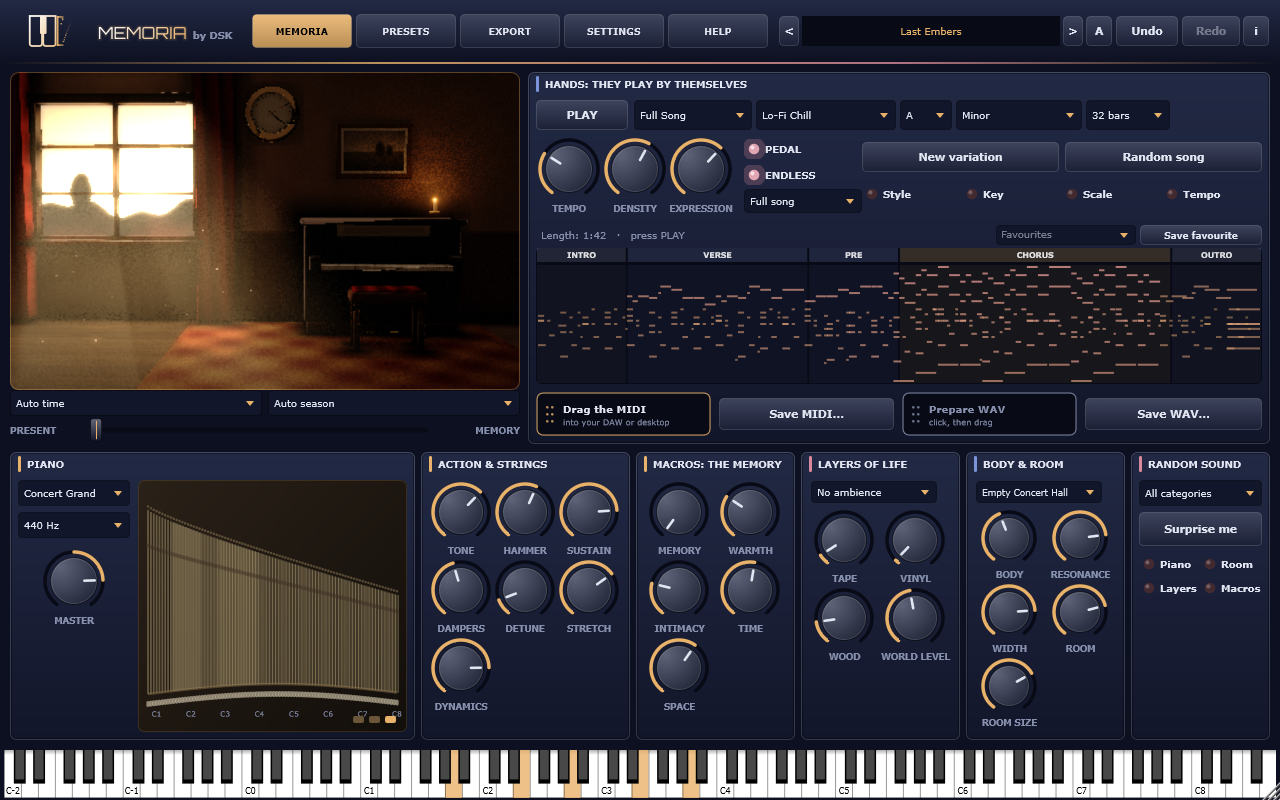 MEMORIA by DSK
MEMORIA
PRESETS
EXPORT
SETTINGS
HELP
<
Last Embers
>
A
Undo
Redo
i
HANDS: THEY PLAY BY THEMSELVES
PLAY
Full Song
Lo-Fi Chill
A
Minor
32 bars
PEDAL
ENDLESS
New variation
Random song
TEMPO
DENSITY
EXPRESSION
Full song
Style
Key
Scale
Tempo
Length: 1:42 · press PLAY
Favourites
Save favourite
INTRO
VERSE
PRE
CHORUS
OUTRO
Auto time
Auto season
PRESENT
MEMORY
Drag the MIDI
into your DAW or desktop
Save MIDI...
Prepare WAV
click, then drag
Save WAV...
PIANO
Concert Grand
440 Hz
MASTER
C1 C2 C3 C4 C5 C6 C7 C8
ACTION & STRINGS
TONE
HAMMER
SUSTAIN
DAMPERS
DETUNE
STRETCH
DYNAMICS
MACROS: THE MEMORY
MEMORY
WARMTH
INTIMACY
TIME
SPACE
LAYERS OF LIFE
No ambience
TAPE
VINYL
WOOD
WORLD LEVEL
BODY & ROOM
Empty Concert Hall
BODY
RESONANCE
WIDTH
ROOM
ROOM SIZE
RANDOM SOUND
All categories
Surprise me
Piano
Room
Layers
Macros
C-2 C-1 C0 C1 C2 C3 C4 C5 C6 C7 C8